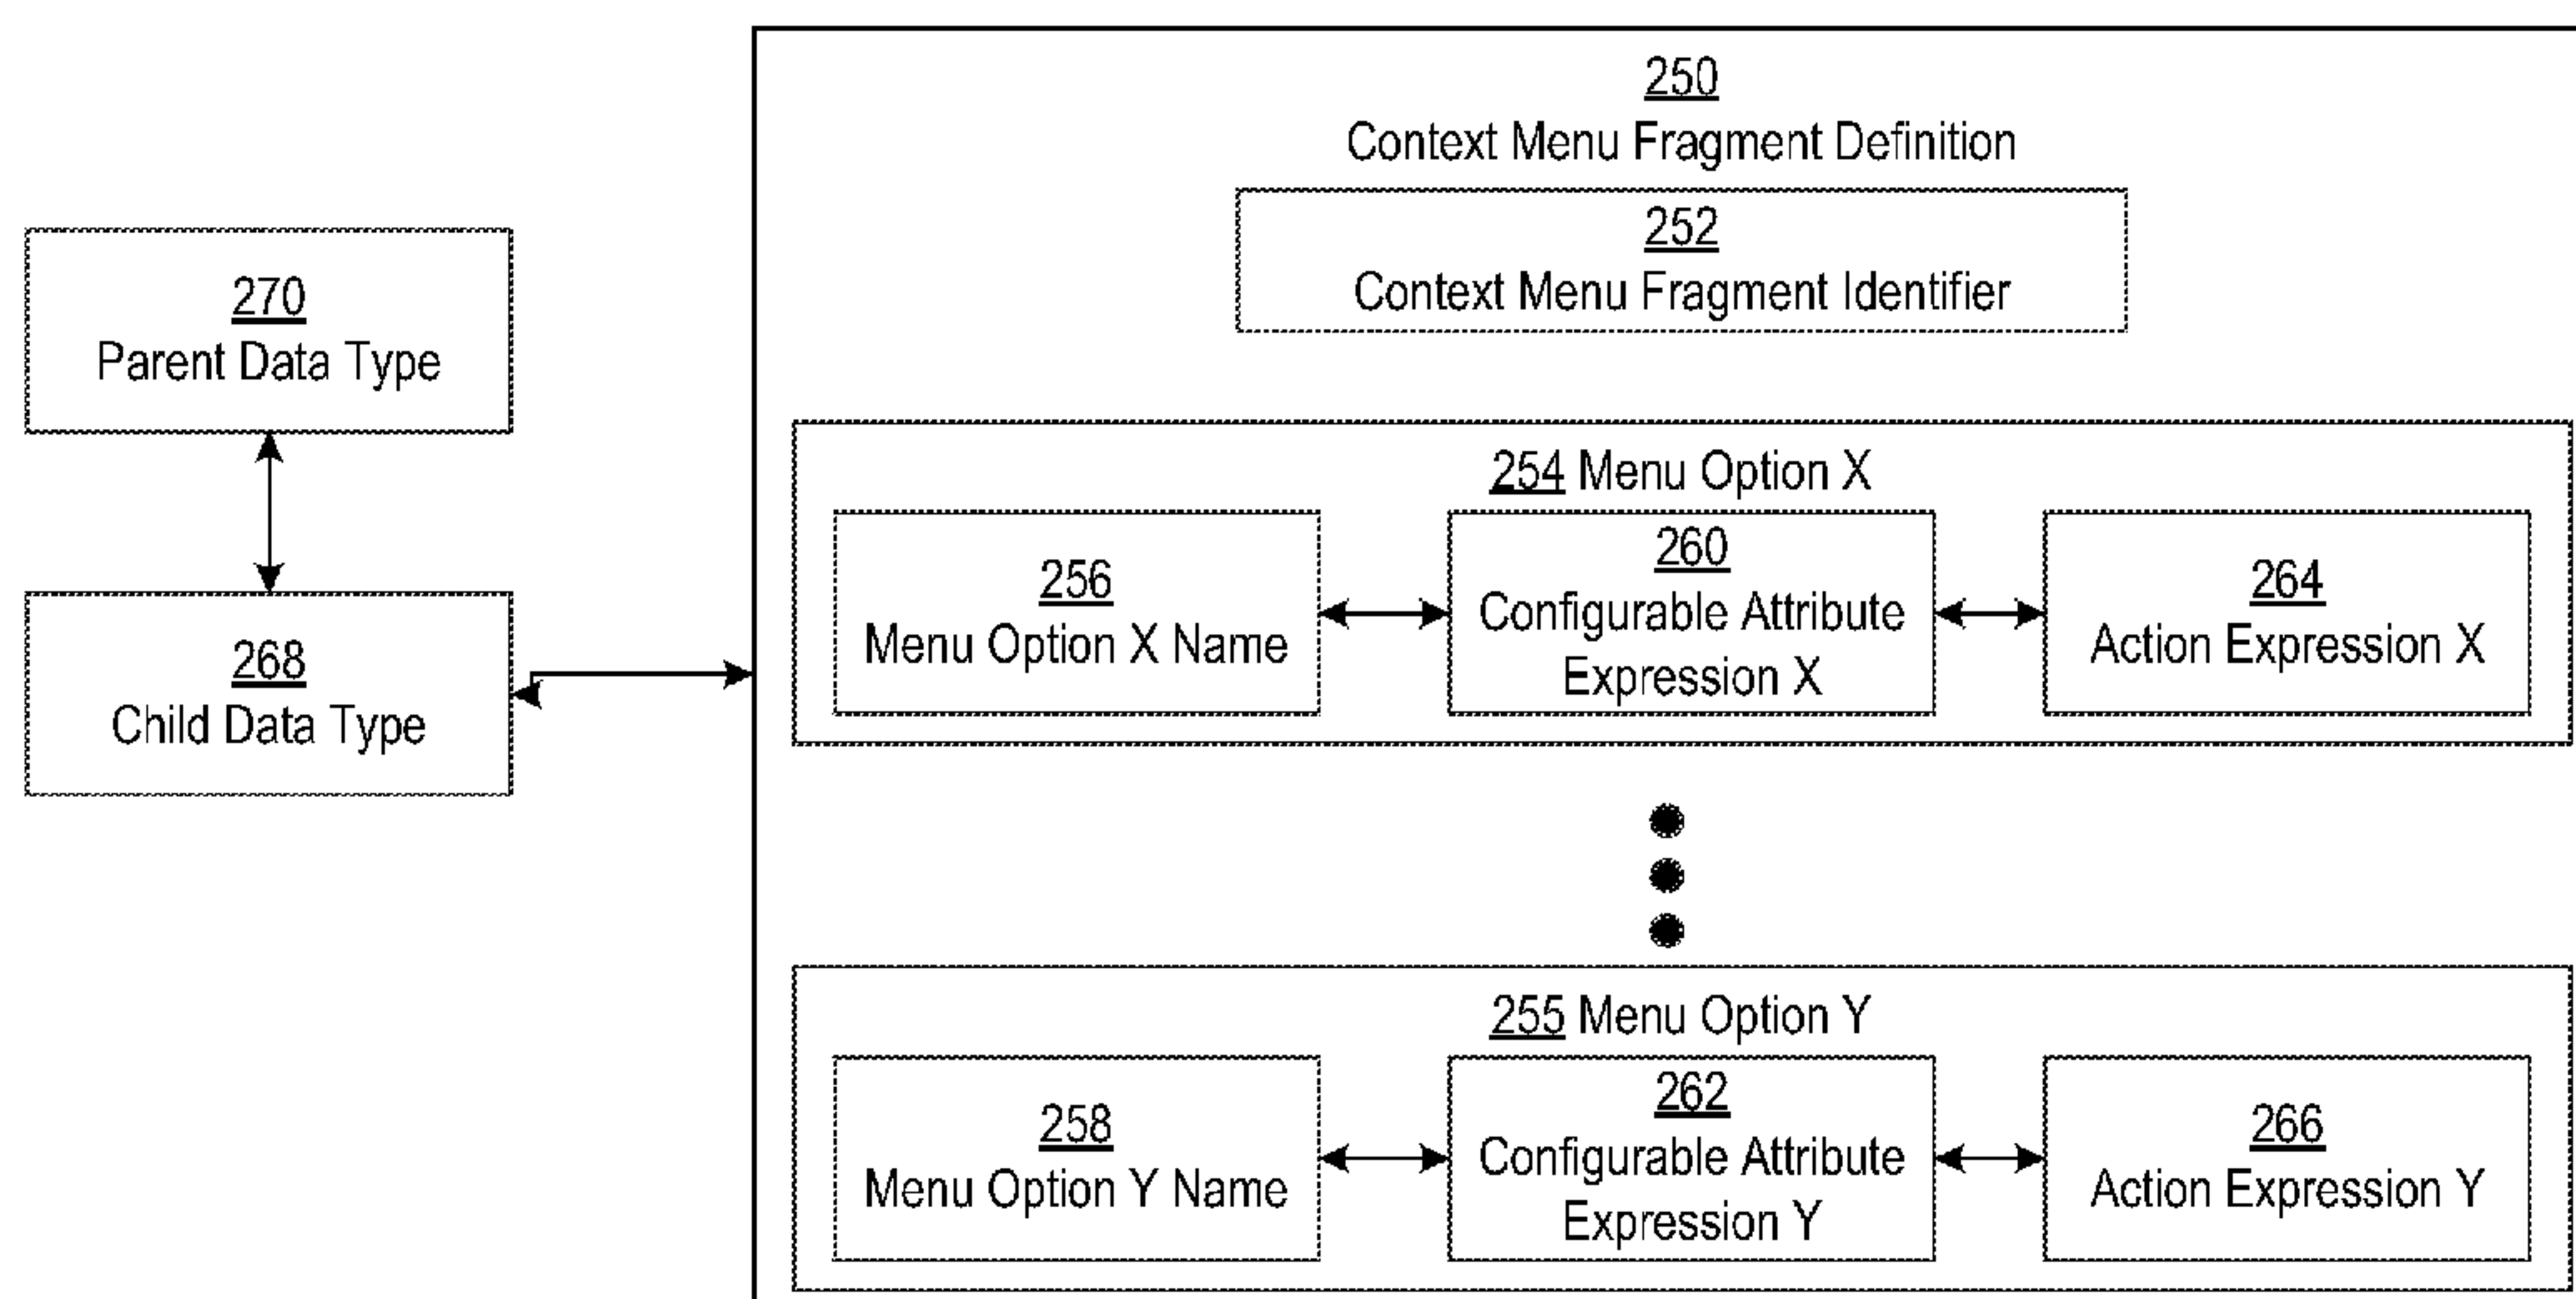 250
Context Menu Fragment Definition
252
Context Menu Fragment Identifier
270
Parent Data Type
268
Child Data Type
254 Menu Option X
256
Menu Option X Name
260
Configurable Attribute
Expression X
264
Action Expression X
255 Menu Option Y
258
Menu Option Y Name
262
Configurable Attribute
Expression Y
266
Action Expression Y